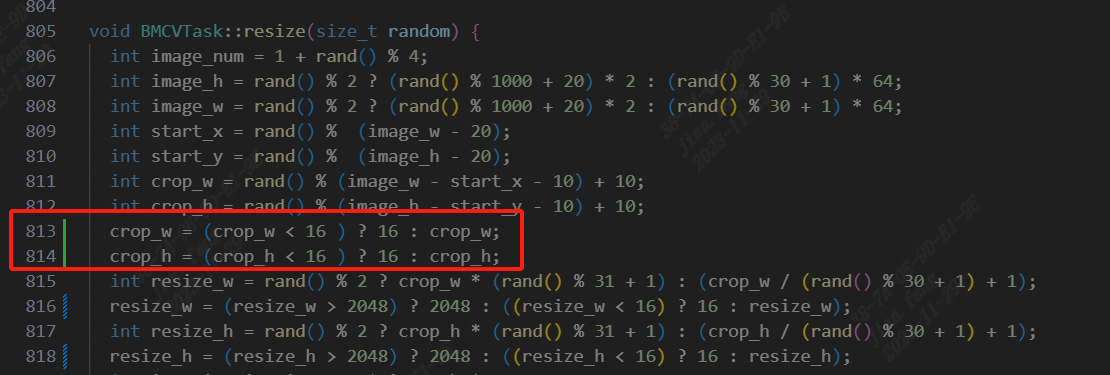 804
805 void BMCVTask::resize(size_t random) {
806 int image_num = 1 + rand() % 4;
807 int image_h = rand() % 2 ? (rand() % 1000 + 20) * 2 : (rand() % 30 + 1) * 64;
808 int image_w = rand() % 2 ? (rand() % 1000 + 20) * 2 : (rand() % 30 + 1) * 64;
809 int start_x = rand() %  (image_w - 20);
810 int start_y = rand() %  (image_h - 20);
811 int crop_w = rand() % (image_w - start_x - 10) + 10;
812 int crop_h = rand() % (image_h - start_y - 10) + 10;
813 crop_w = (crop_w < 16 ) ? 16 : crop_w;
814 crop_h = (crop_h < 16 ) ? 16 : crop_h;
815 int resize_w = rand() % 2 ? crop_w * (rand() % 31 + 1) : (crop_w / (rand() % 30 + 1) + 1);
816 resize_w = (resize_w > 2048) ? 2048 : ((resize_w < 16) ? 16 : resize_w);
817 int resize_h = rand() % 2 ? crop_h * (rand() % 31 + 1) : (crop_h / (rand() % 30 + 1) + 1);
818 resize_h = (resize_h > 2048) ? 2048 : ((resize_h < 16) ? 16 : resize_h);